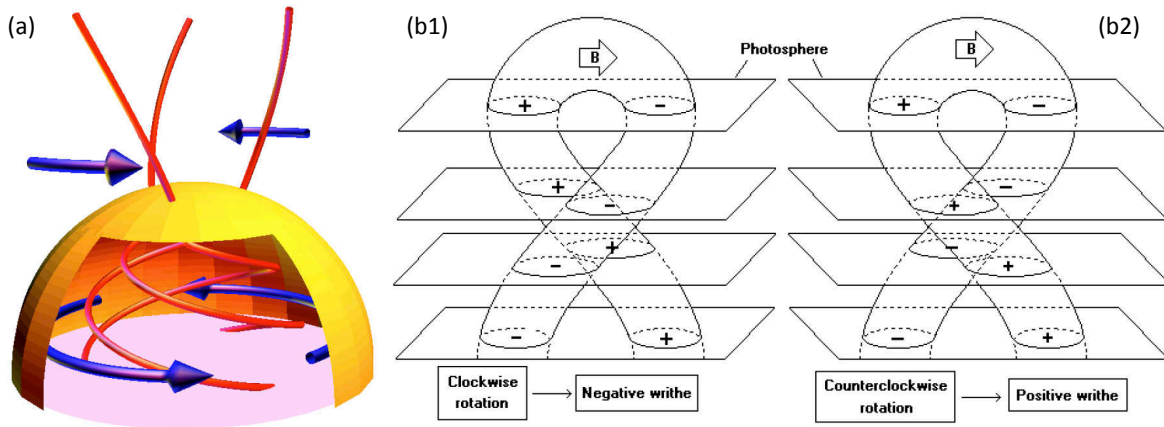 (a)
(b1)
(b2)
B
Photosphere
B
+
−
+
−
+
−
+
−
+
−
+
−
−
+
−
+
Clockwise
rotation
Negative writhe
Counterclockwise
rotation
Positive writhe